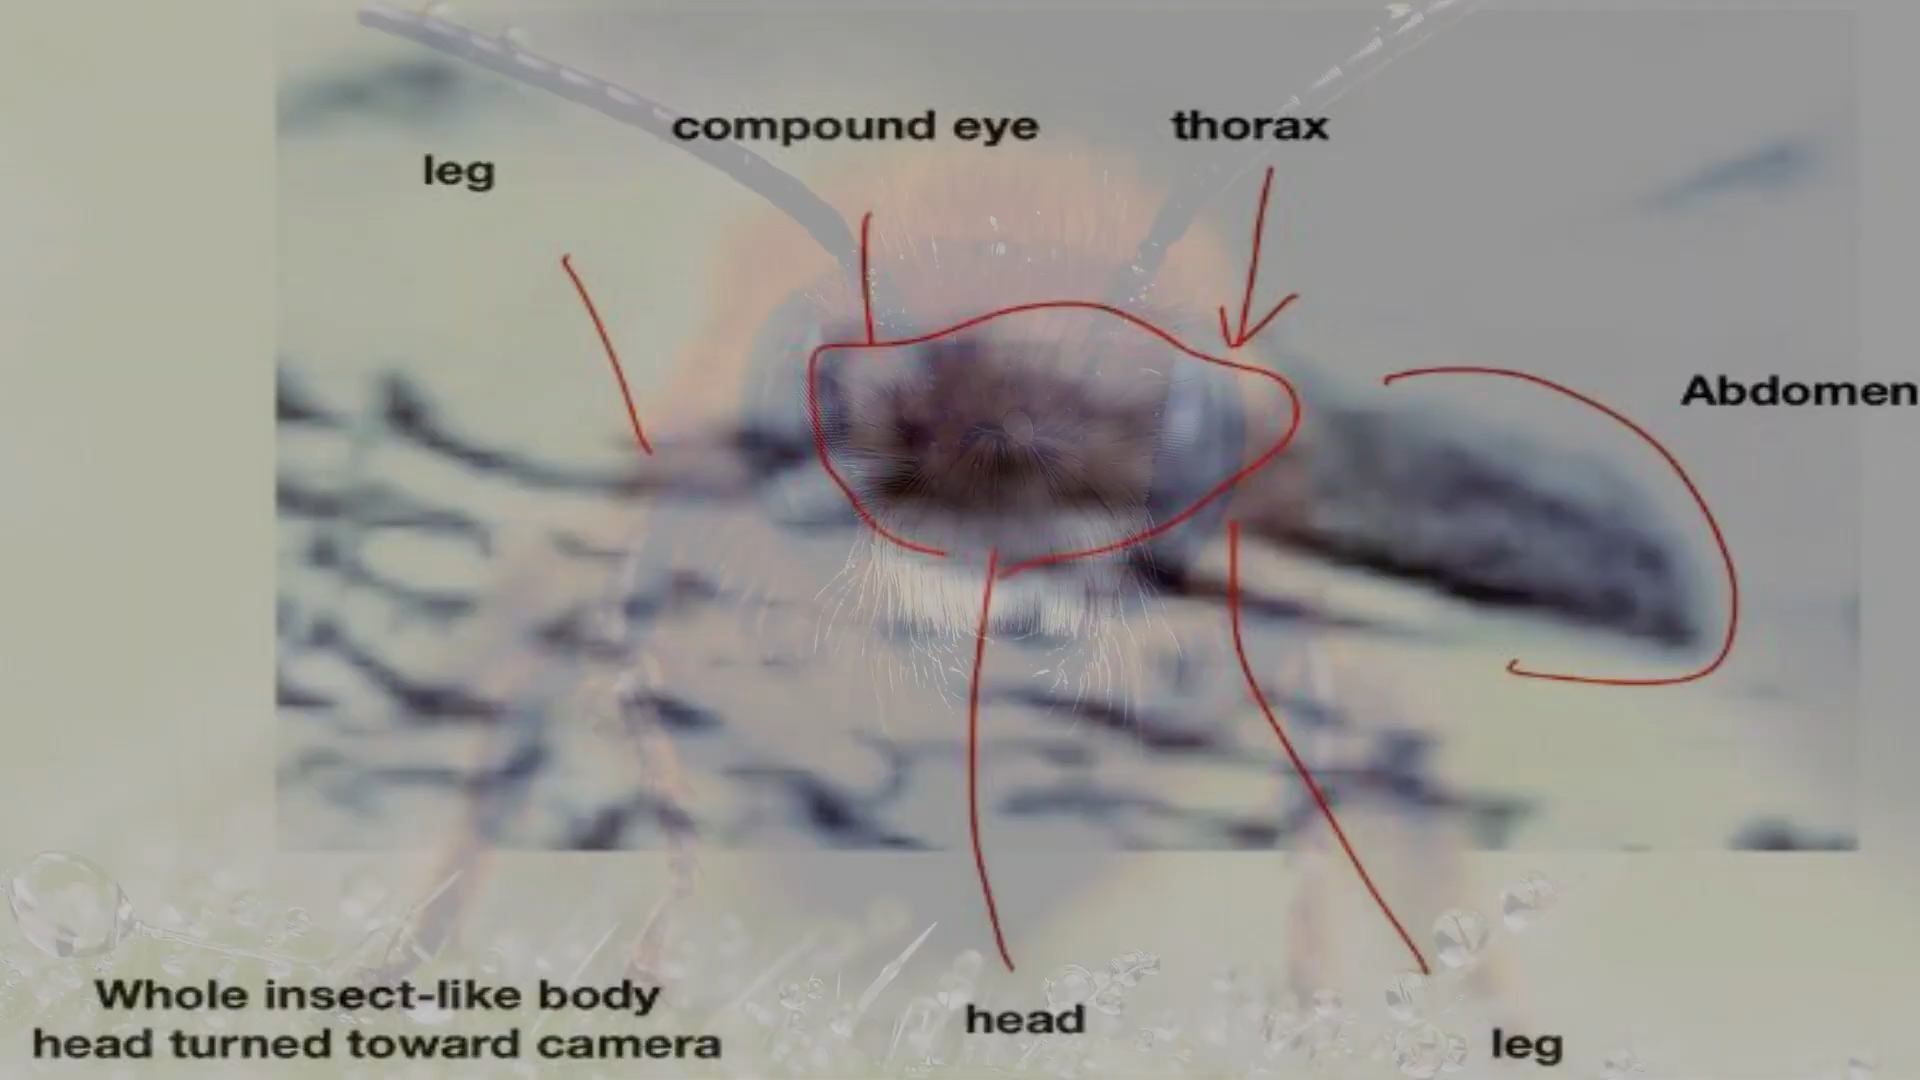 compound eye
thorax
leg
Abdomen
Whole insect-like body
head turned toward camera
head
leg